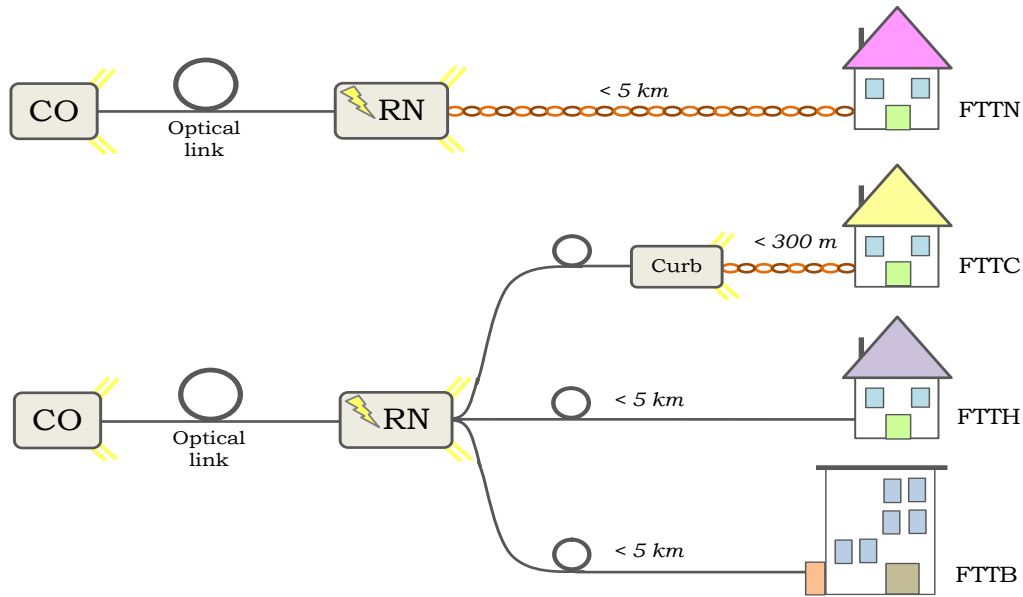 CO
Optical
link
RN
< 5 km
FTTN
Curb
< 300 m
FTTC
CO
Optical
link
RN
< 5 km
FTTH
< 5 km
FTTB